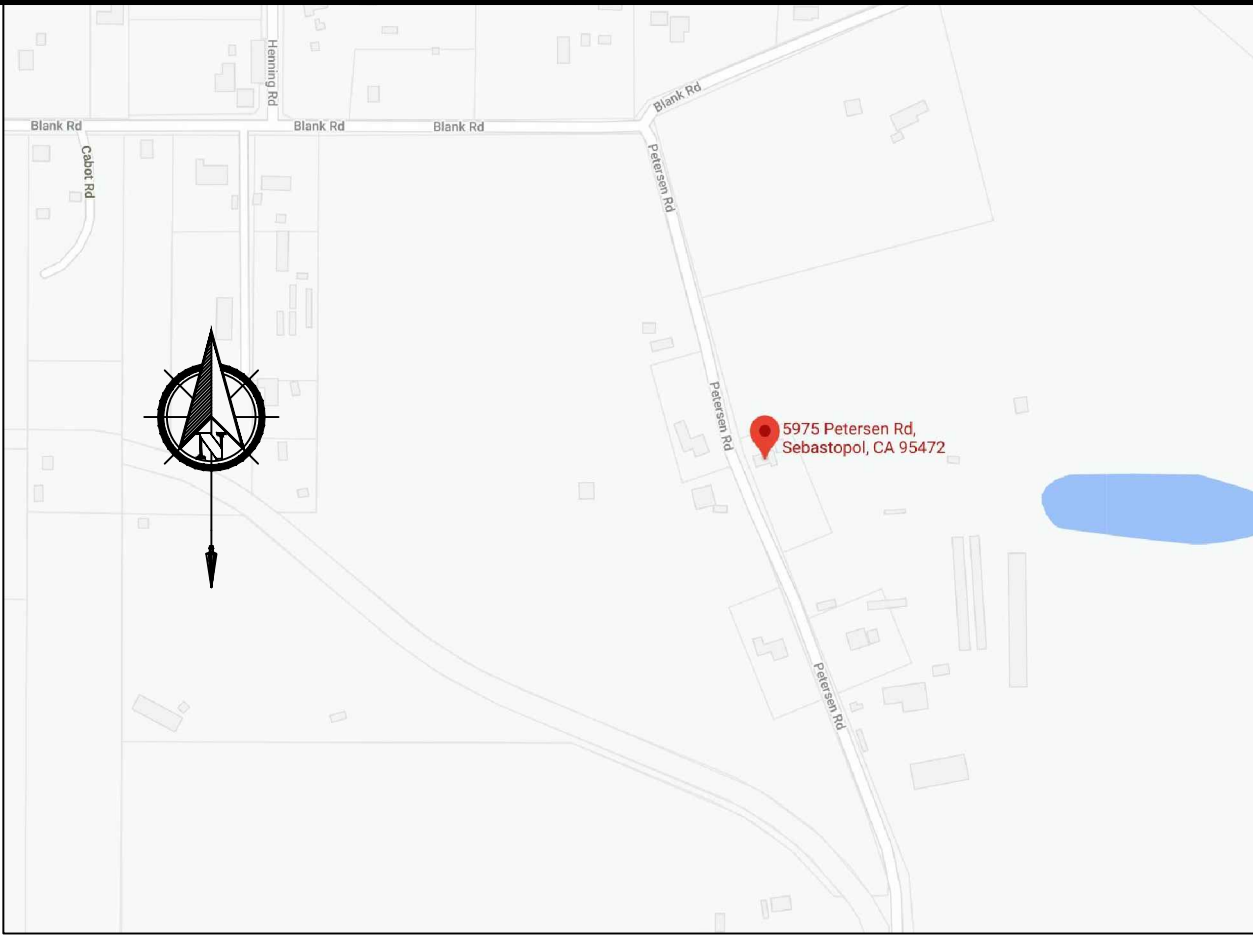 Henning Rd
Blank Rd
Blank Rd
Blank Rd
Blank Rd
Cabot Rd
Petersen Rd
Petersen Rd
5975 Petersen Rd,
Sebastopol, CA 95472
N
Petersen Rd